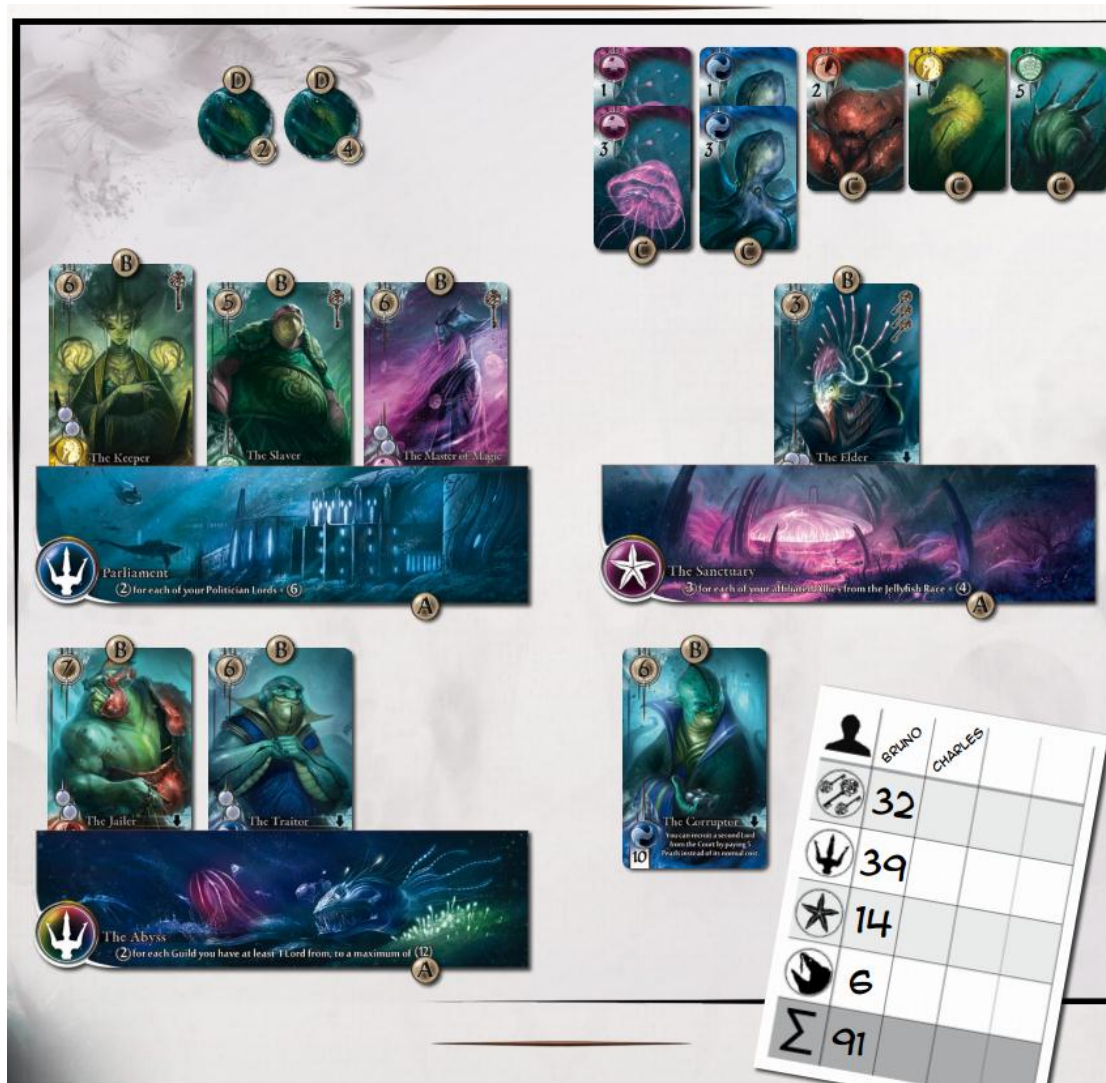 D D
2 4
1 1 2 1 5
3 3
C C C C C
B B B B
6 5 6 3
The Keeper
The Slaver
The Master of Magic
The Elder
Parliament
2 for each of your Politician Lords + 6
A
The Sanctuary
3 for each of your affiliated Allies from the Jellyfish Race + 4
A
B B B
7 6 6
The Jailer
The Traitor
The Corruptor
You can recruit a second Lord
from the Court by paying 5
Pearls instead of its normal cost.
10
The Abyss
2 for each Guild you have at least 1 Lord from, to a maximum of 12
A
BRUNO CHARLES
32
39
14
6
Σ 91